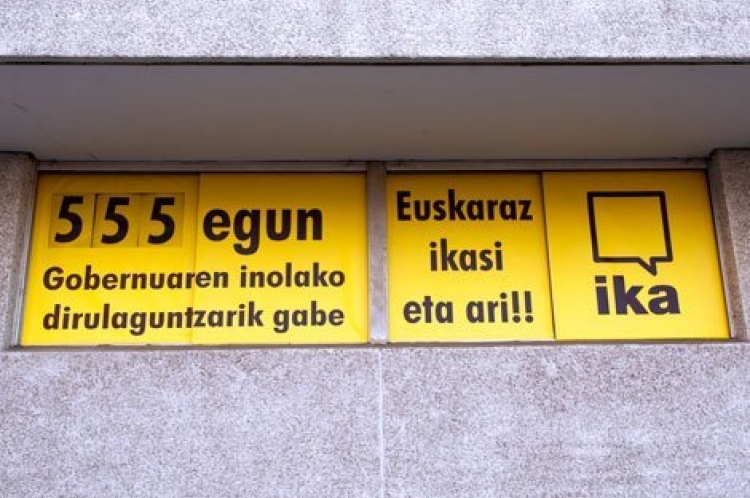 555 egun
Gobernuaren inolako
dirulaguntzarik gabe
Euskaraz
ikasi
eta ari!!
ika